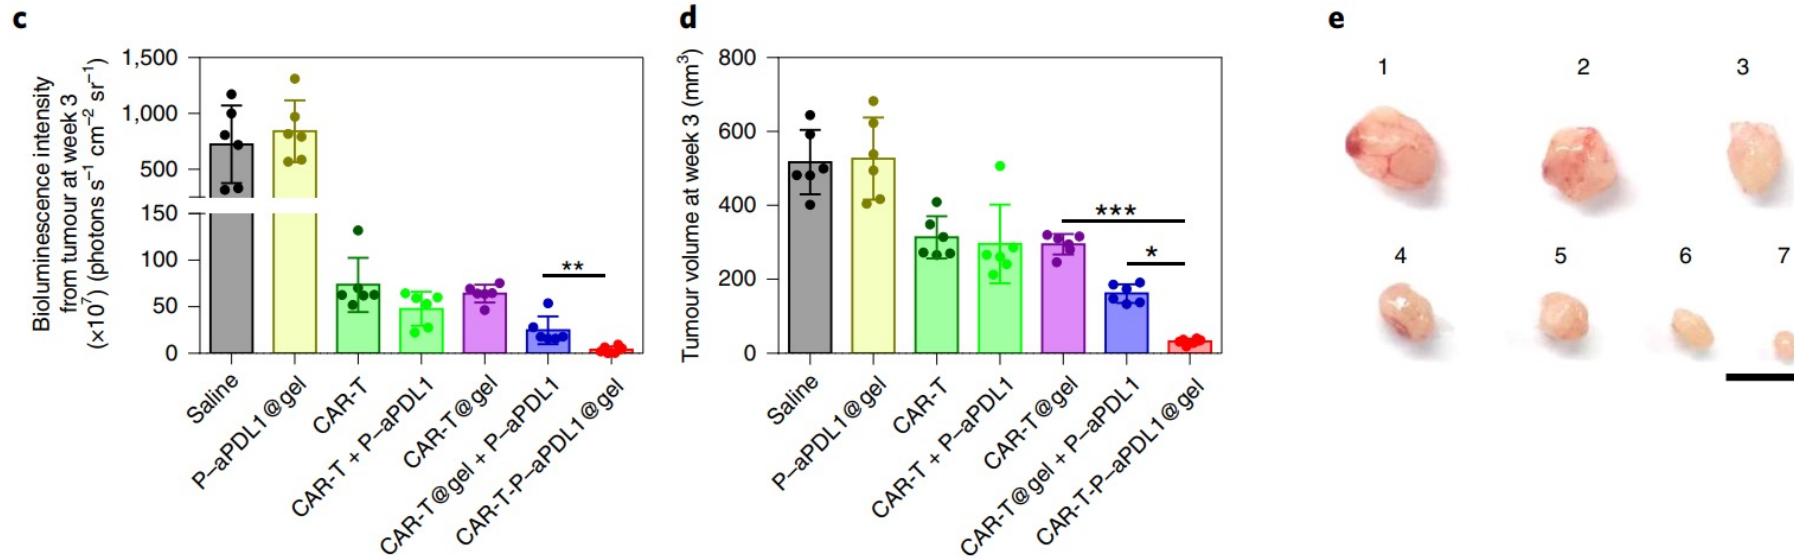 c
Bioluminescence intensity
from tumour at week 3
(×10⁷) (photons s⁻¹ cm⁻² sr⁻¹)
1,500
1,000
500
150
100
50
0
**
Saline
P–aPDL1@gel
CAR-T
CAR-T + P–aPDL1
CAR-T@gel
CAR-T@gel + P–aPDL1
CAR-T-P–aPDL1@gel
d
Tumour volume at week 3 (mm³)
800
600
400
200
0
***
*
Saline
P–aPDL1@gel
CAR-T
CAR-T + P–aPDL1
CAR-T@gel
CAR-T@gel + P–aPDL1
CAR-T-P–aPDL1@gel
e
1 2 3
4 5 6 7